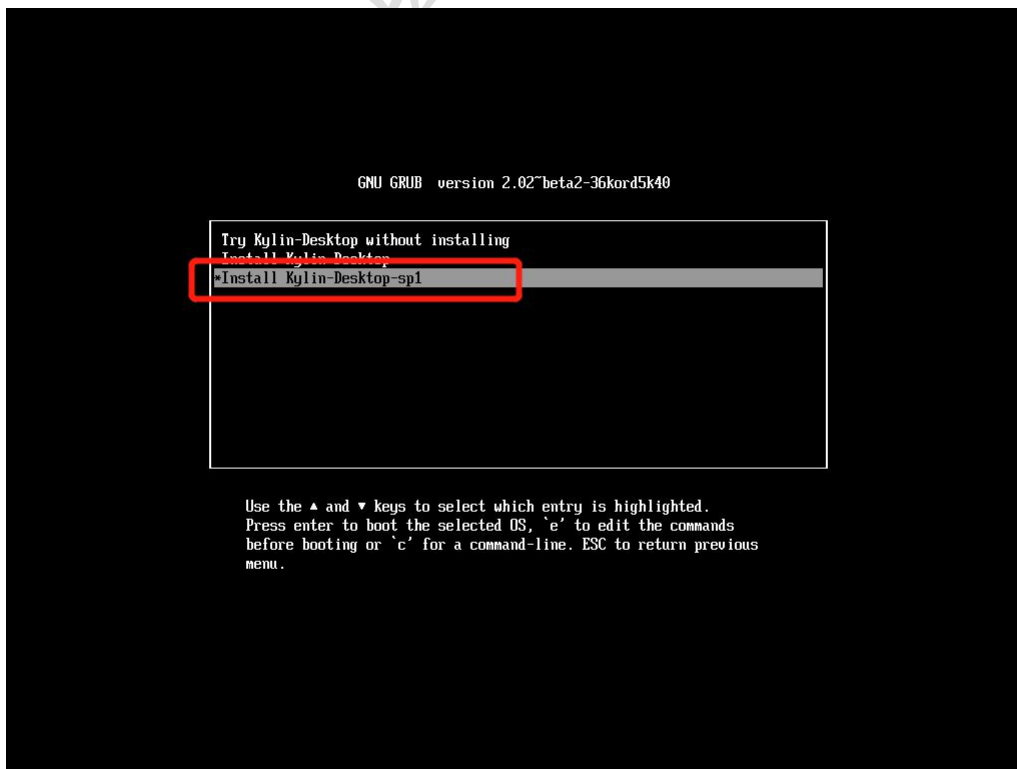 GNU GRUB version 2.02~beta2-36kord5k40
Try Kylin-Desktop without installing
Install Kylin-Desktop
*Install Kylin-Desktop-sp1
Use the ▲ and ▼ keys to select which entry is highlighted.
Press enter to boot the selected OS, `e' to edit the commands
before booting or `c' for a command-line. ESC to return previous
menu.